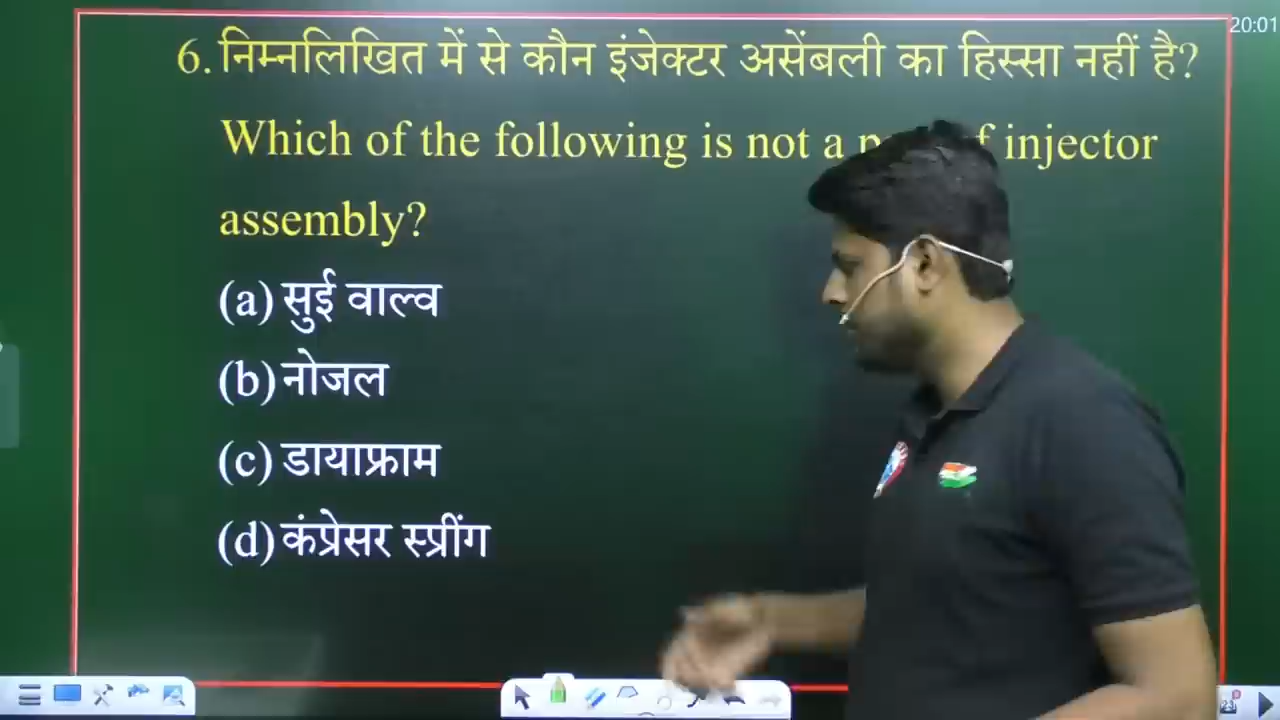 20:01
6. निम्नलिखित में से कौन इंजेक्टर असेंबली का हिस्सा नहीं है?
Which of the following is not a injector
assembly?
(a) सुई वाल्व
(b) नोजल
(c) डायाफ्राम
(d) कंप्रेसर स्प्रींग